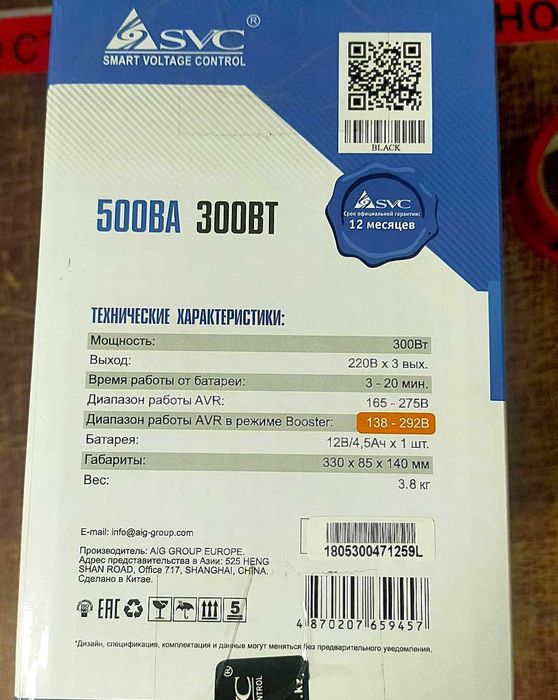 SVC®
SMART VOLTAGE CONTROL
BLACK
SVC
Срок официальной гарантии:
12 месяцев
500ВА 300ВТ
ТЕХНИЧЕСКИЕ ХАРАКТЕРИСТИКИ:
Мощность: 300Вт
Выход: 220В х 3 вых.
Время работы от батареи: 3 - 20 мин.
Диапазон работы AVR: 165 - 275В
Диапазон работы AVR в режиме Booster: 138 - 292В
Батарея: 12В/4,5Ач х 1 шт.
Габариты: 330 х 85 х 140 мм
Вес: 3.8 кг
E-mail: info@aig-group.com
Производитель: AIG GROUP EUROPE.
Адрес представительства в Азии: 525 HENG
SHAN ROAD, Office 717, SHANGHAI, CHINA.
Сделано в Китае.
1805300471259L
EAC 5
4 870207 659457
*Дизайн, спецификация, комплектация и данные могут меняться без предварительного уведомления.
SVC®
CONTROL